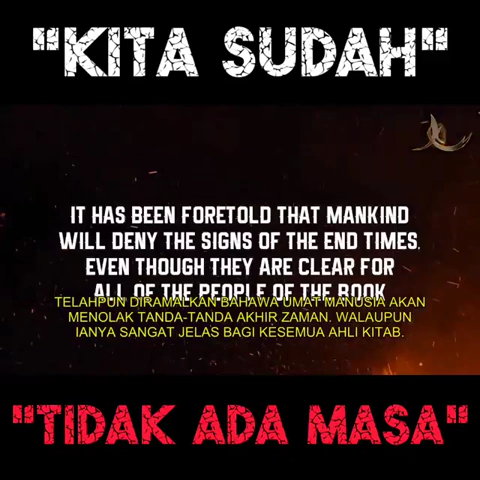 "KITA SUDAH"
IT HAS BEEN FORETOLD THAT MANKIND
WILL DENY THE SIGNS OF THE END TIMES.
EVEN THOUGH THEY ARE CLEAR FOR
ALL OF THE PEOPLE OF THE BOOK
TELAHPUN DIRAMALKAN BAHAWA UMAT MANUSIA AKAN
MENOLAK TANDA-TANDA AKHIR ZAMAN. WALAUPUN
IANYA SANGAT JELAS BAGI KESEMUA AHLI KITAB.
"TIDAK ADA MASA"